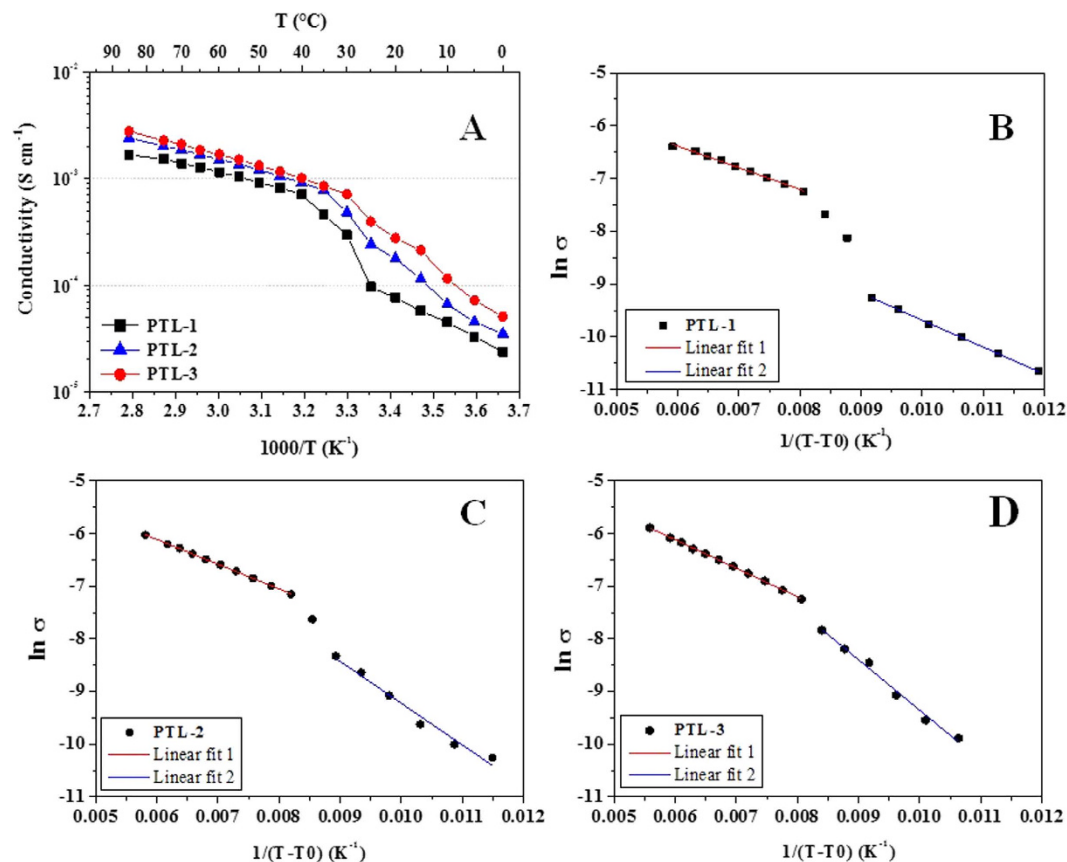 T (°C)
90 80 70 60 50 40 30 20 10 0
10⁻²
10⁻³
10⁻⁴
10⁻⁵
Conductivity (S cm⁻¹)
A
PTL-1
PTL-2
PTL-3
2.7 2.8 2.9 3.0 3.1 3.2 3.3 3.4 3.5 3.6 3.7
1000/T (K⁻¹)
-5
-6
-7
-8
-9
-10
-11
ln σ
B
PTL-1
Linear fit 1
Linear fit 2
0.005 0.006 0.007 0.008 0.009 0.010 0.011 0.012
1/(T-T0) (K⁻¹)
-5
-6
-7
-8
-9
-10
-11
ln σ
C
PTL-2
Linear fit 1
Linear fit 2
0.005 0.006 0.007 0.008 0.009 0.010 0.011 0.012
1/(T-T0) (K⁻¹)
-5
-6
-7
-8
-9
-10
-11
ln σ
D
PTL-3
Linear fit 1
Linear fit 2
0.005 0.006 0.007 0.008 0.009 0.010 0.011 0.012
1/(T-T0) (K⁻¹)